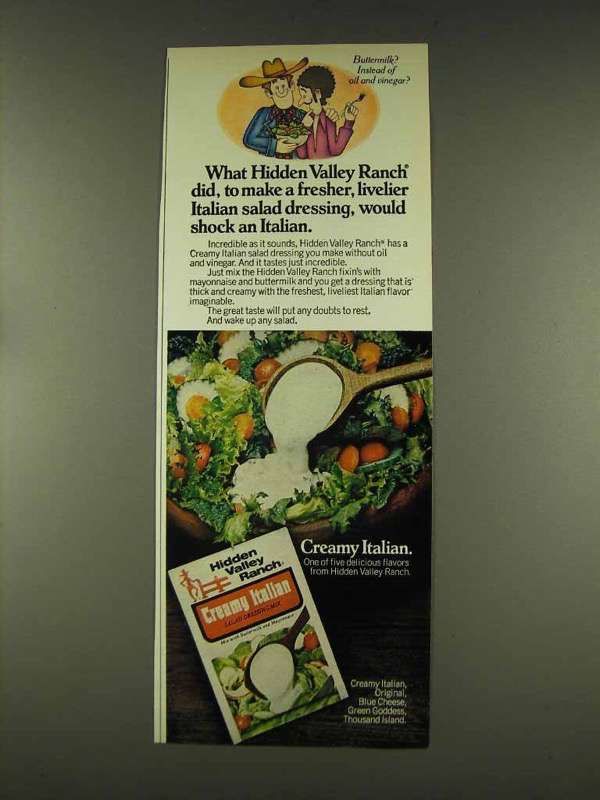 Buttermilk?
Instead of
oil and vinegar?
What Hidden Valley Ranch®
did, to make a fresher, livelier
Italian salad dressing, would
shock an Italian.
Incredible as it sounds, Hidden Valley Ranch® has a
Creamy Italian salad dressing you make without oil
and vinegar. And it tastes just incredible.
Just mix the Hidden Valley Ranch fixin's with
mayonnaise and buttermilk and you get a dressing that is
thick and creamy with the freshest, liveliest Italian flavor
imaginable.
The great taste will put any doubts to rest.
And wake up any salad.
Creamy Italian.
One of five delicious flavors
from Hidden Valley Ranch.
Hidden
Valley
Ranch®
Creamy Italian
SALAD DRESSING MIX
Mix with Buttermilk and Mayonnaise
Creamy Italian,
Original,
Blue Cheese,
Green Goddess,
Thousand Island.